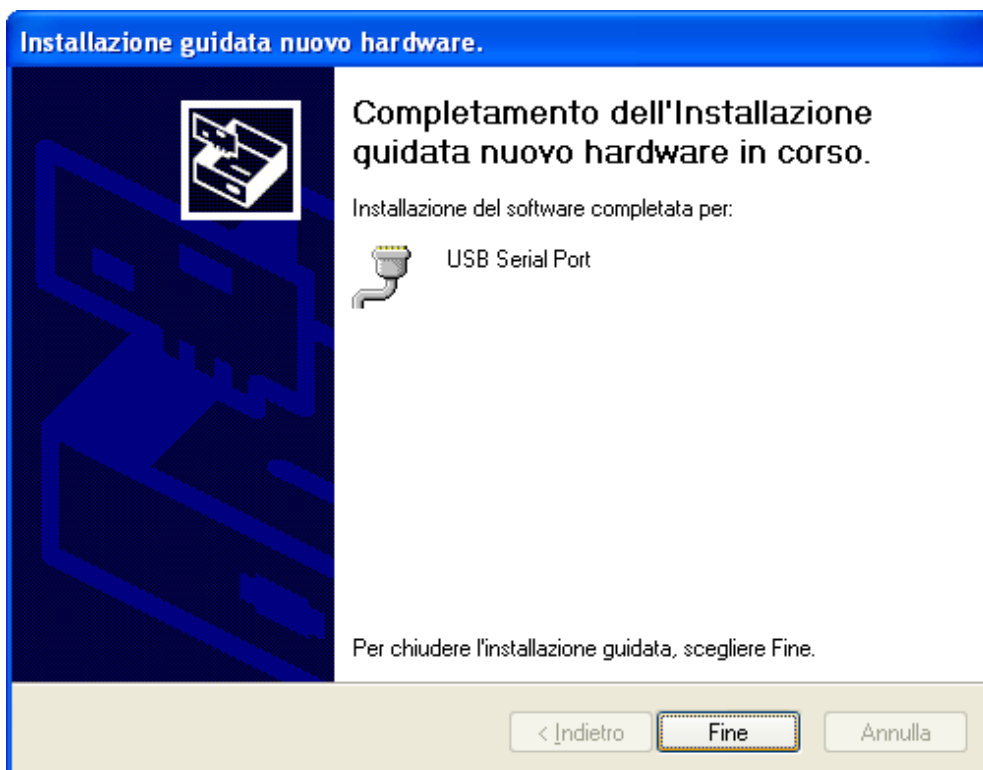 Installazione guidata nuovo hardware.
Completamento dell'Installazione
guidata nuovo hardware in corso.
Installazione del software completata per:
USB Serial Port
Per chiudere l'installazione guidata, scegliere Fine.
< Indietro
Fine
Annulla